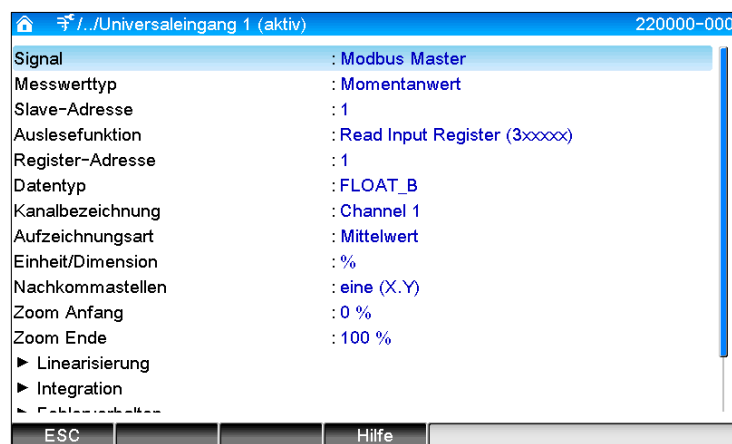 /../Universaleingang 1 (aktiv) 220000-000
Signal : Modbus Master
Messwerttyp : Momentanwert
Slave-Adresse : 1
Auslesefunktion : Read Input Register (3xxxxx)
Register-Adresse : 1
Datentyp : FLOAT_B
Kanalbezeichnung : Channel 1
Aufzeichnungsart : Mittelwert
Einheit/Dimension : %
Nachkommastellen : eine (X.Y)
Zoom Anfang : 0 %
Zoom Ende : 100 %
► Linearisierung
► Integration
► Fehlerverhalten
ESC Hilfe